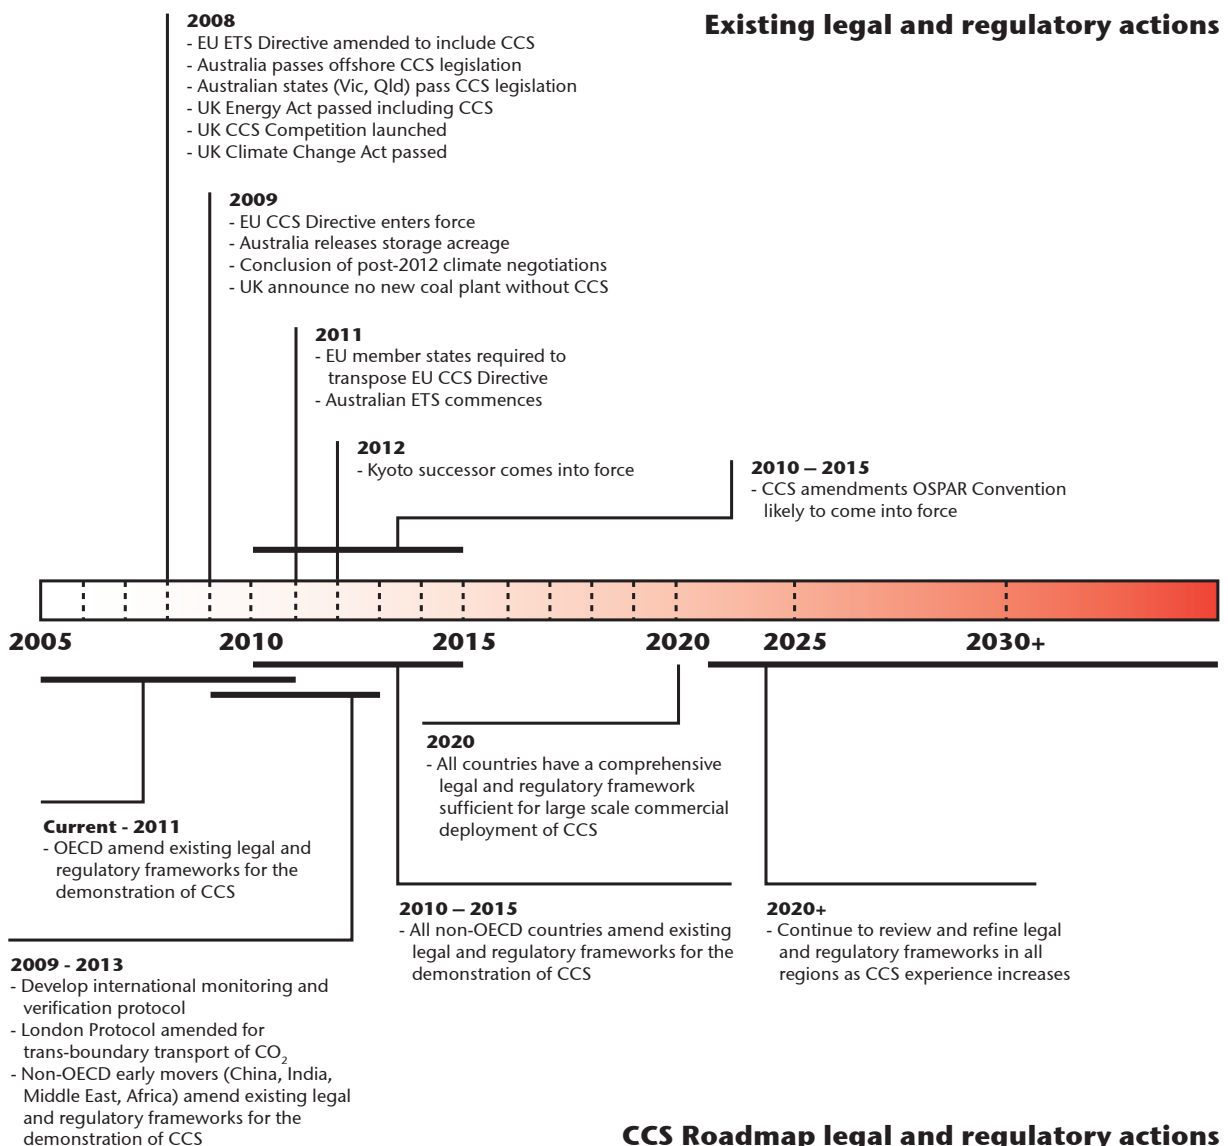 Existing legal and regulatory actions
2008
- EU ETS Directive amended to include CCS
- Australia passes offshore CCS legislation
- Australian states (Vic, Qld) pass CCS legislation
- UK Energy Act passed including CCS
- UK CCS Competition launched
- UK Climate Change Act passed
2009
- EU CCS Directive enters force
- Australia releases storage acreage
- Conclusion of post-2012 climate negotiations
- UK announce no new coal plant without CCS
2011
- EU member states required to
transpose EU CCS Directive
- Australian ETS commences
2012
- Kyoto successor comes into force
2010 – 2015
- CCS amendments OSPAR Convention
likely to come into force
2005 2010 2015 2020 2025 2030+
Current - 2011
- OECD amend existing legal and
regulatory frameworks for the
demonstration of CCS
2009 - 2013
- Develop international monitoring and
verification protocol
- London Protocol amended for
trans-boundary transport of CO2
- Non-OECD early movers (China, India,
Middle East, Africa) amend existing legal
and regulatory frameworks for the
demonstration of CCS
2020
- All countries have a comprehensive
legal and regulatory framework
sufficient for large scale commercial
deployment of CCS
2010 – 2015
- All non-OECD countries amend existing
legal and regulatory frameworks for the
demonstration of CCS
2020+
- Continue to review and refine legal
and regulatory frameworks in all
regions as CCS experience increases
CCS Roadmap legal and regulatory actions